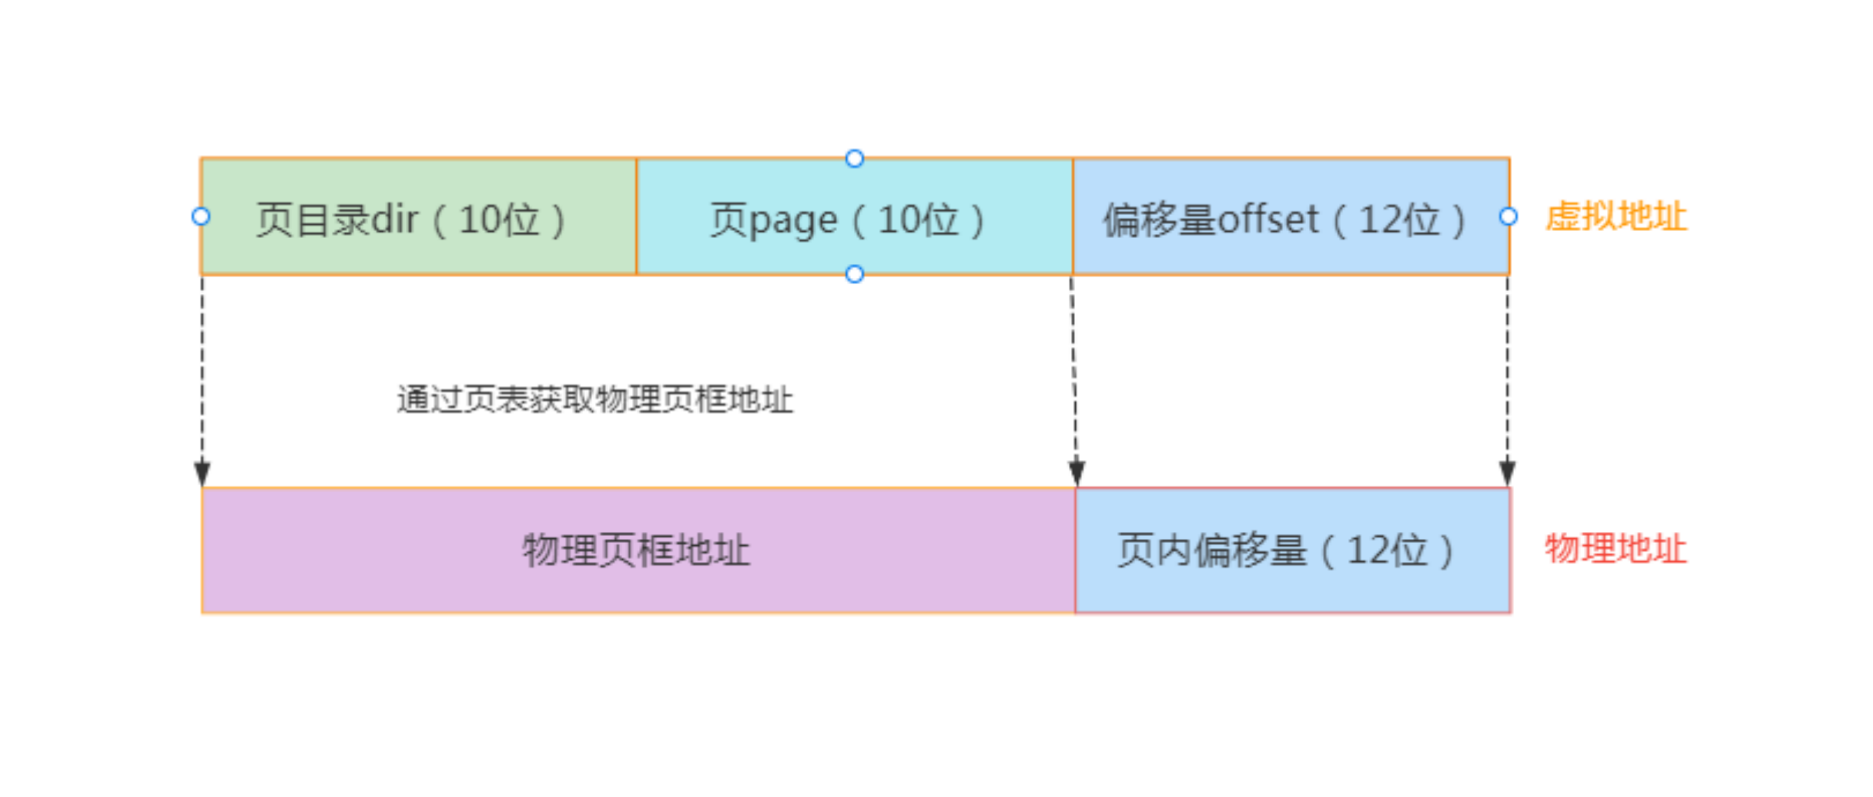 页目录dir（10位）
页page（10位）
偏移量offset（12位）
虚拟地址
通过页表获取物理页框地址
物理页框地址
页内偏移量（12位）
物理地址